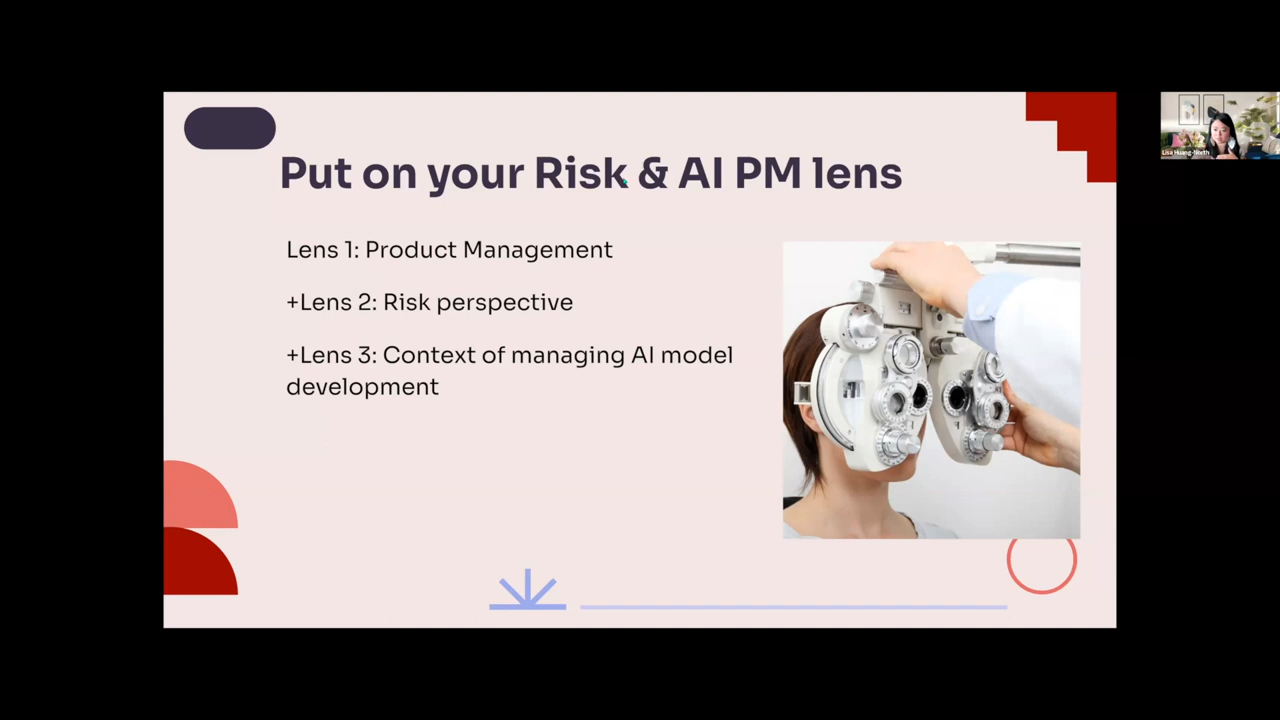 Put on your Risk & AI PM lens
Lens 1: Product Management
+Lens 2: Risk perspective
+Lens 3: Context of managing AI model
development
Lisa Huang-North